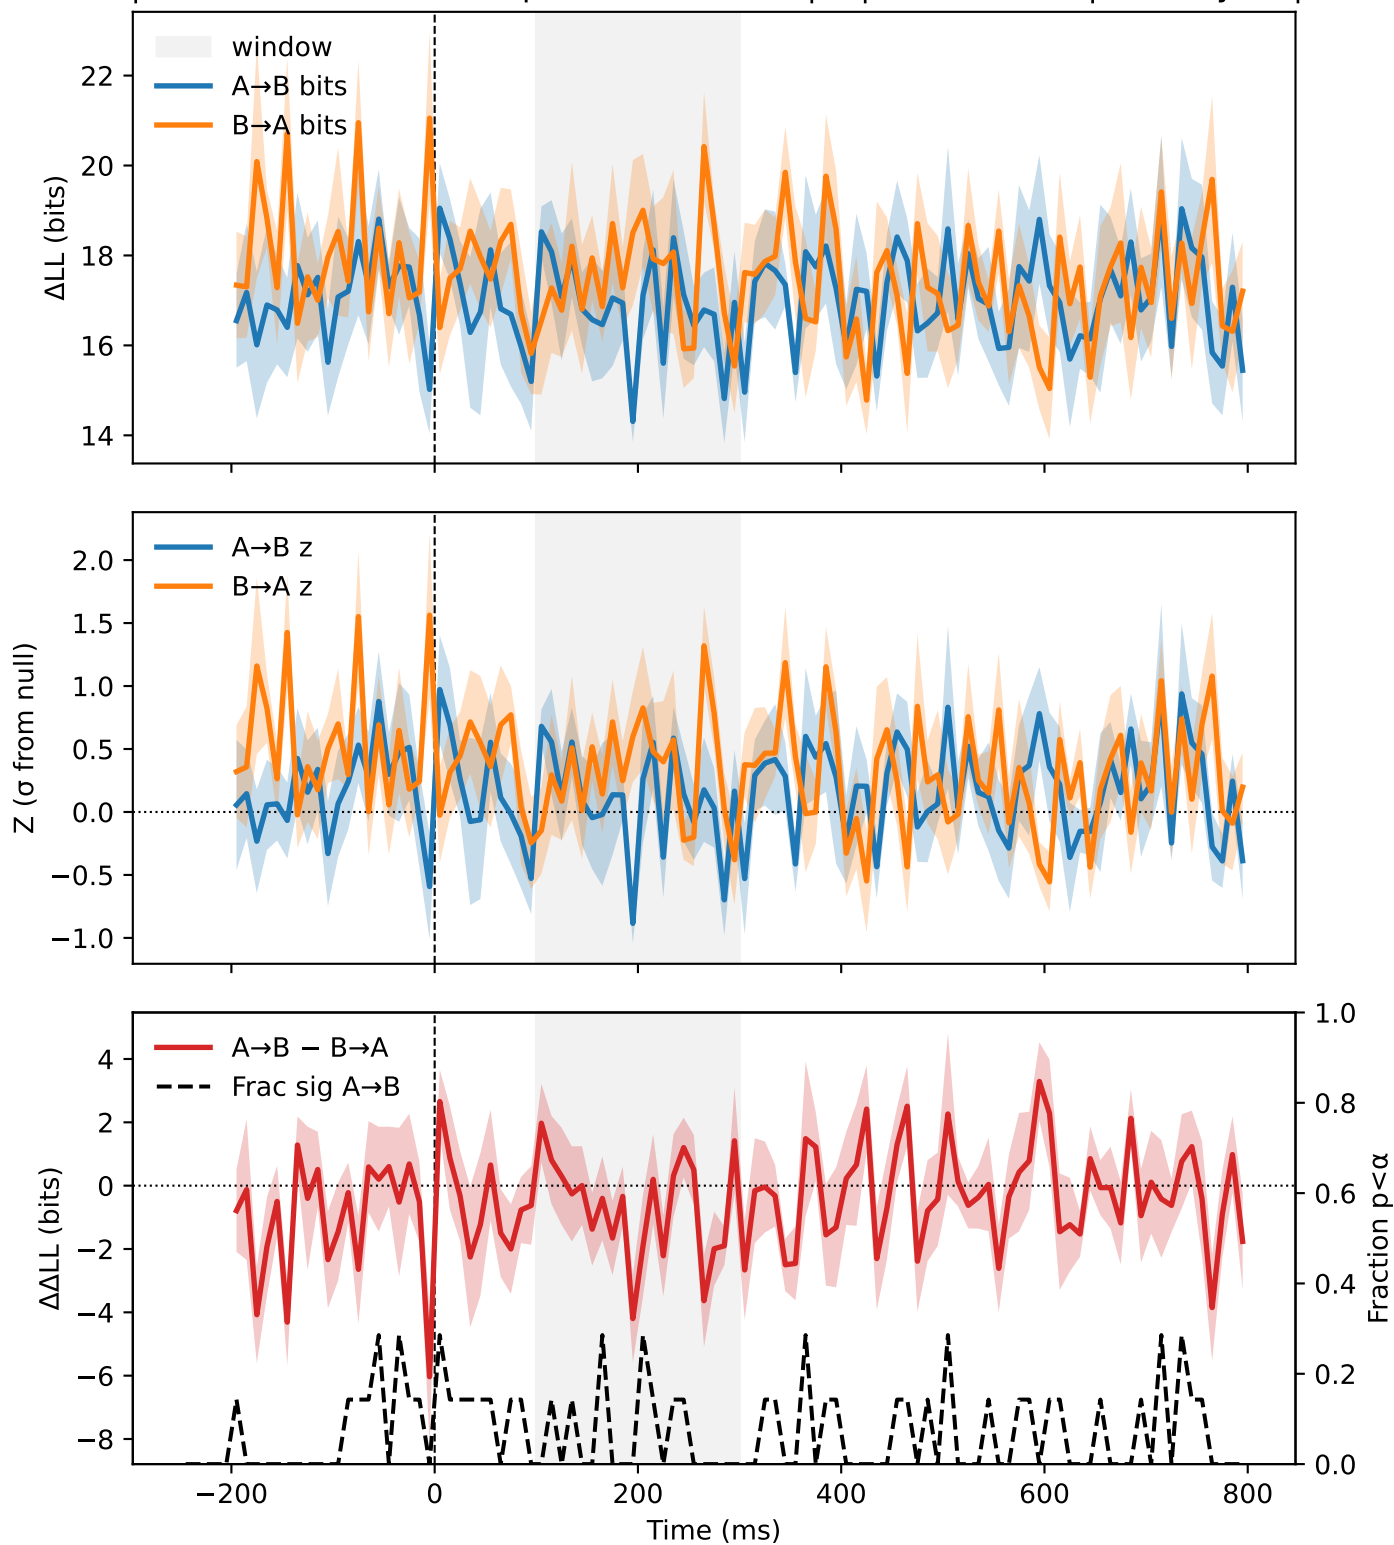 window
A→B bits
B→A bits
22
20
18
16
14
ΔLL (bits)
A→B z
B→A z
2.0
1.5
1.0
0.5
0.0
−0.5
−1.0
Z (σ from null)
A→B − B→A
Frac sig A→B
4
2
0
−2
−4
−6
−8
ΔΔLL (bits)
1.0
0.8
0.6
0.4
0.2
0.0
Fraction p<α
−200 0 200 400 600 800
Time (ms)